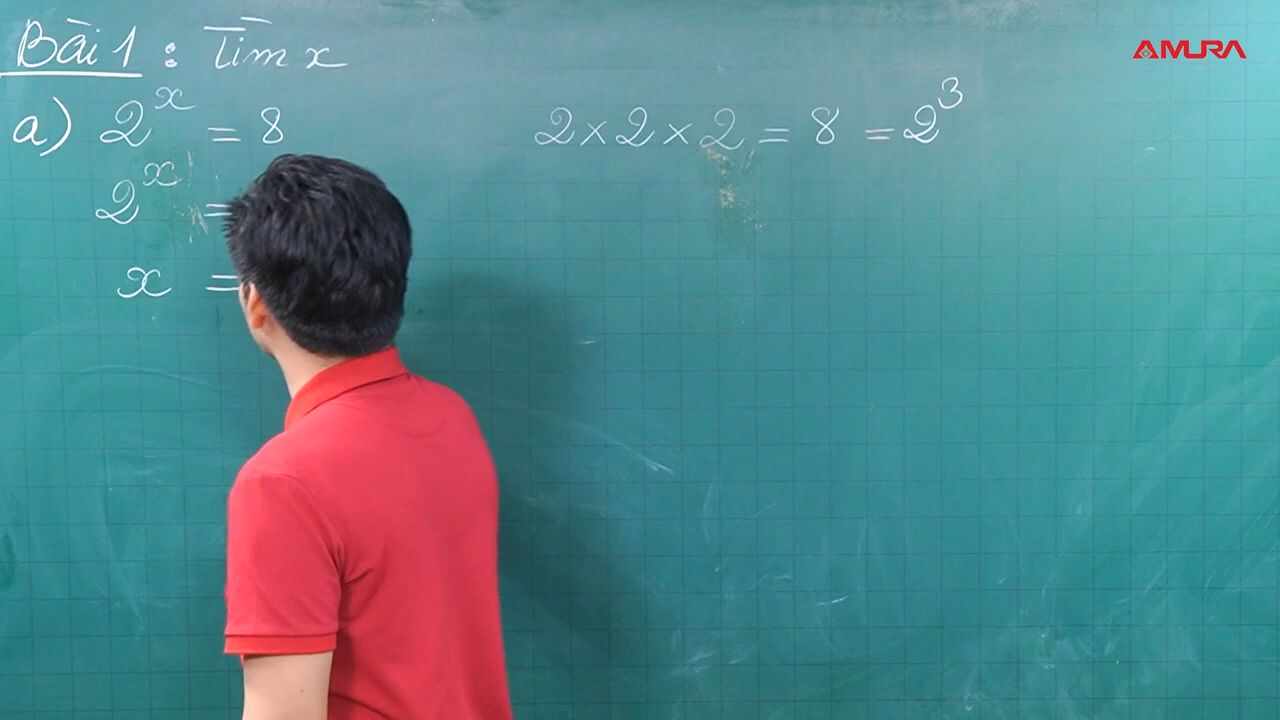 AMURA
Bài 1 : Tìm x
a) 2^x = 8
2 × 2 × 2 = 8 = 2^3
2^x =
x =